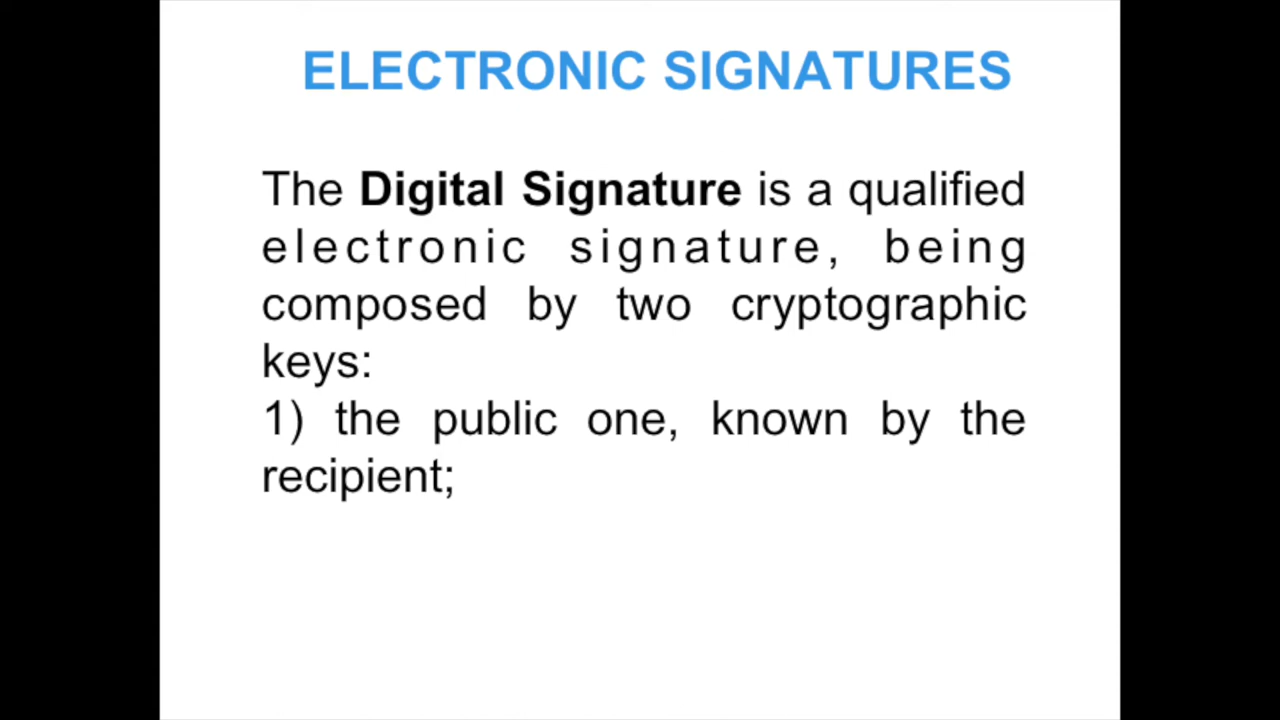 ELECTRONIC SIGNATURES
The Digital Signature is a qualified
electronic signature, being
composed by two cryptographic
keys:
1) the public one, known by the
recipient;